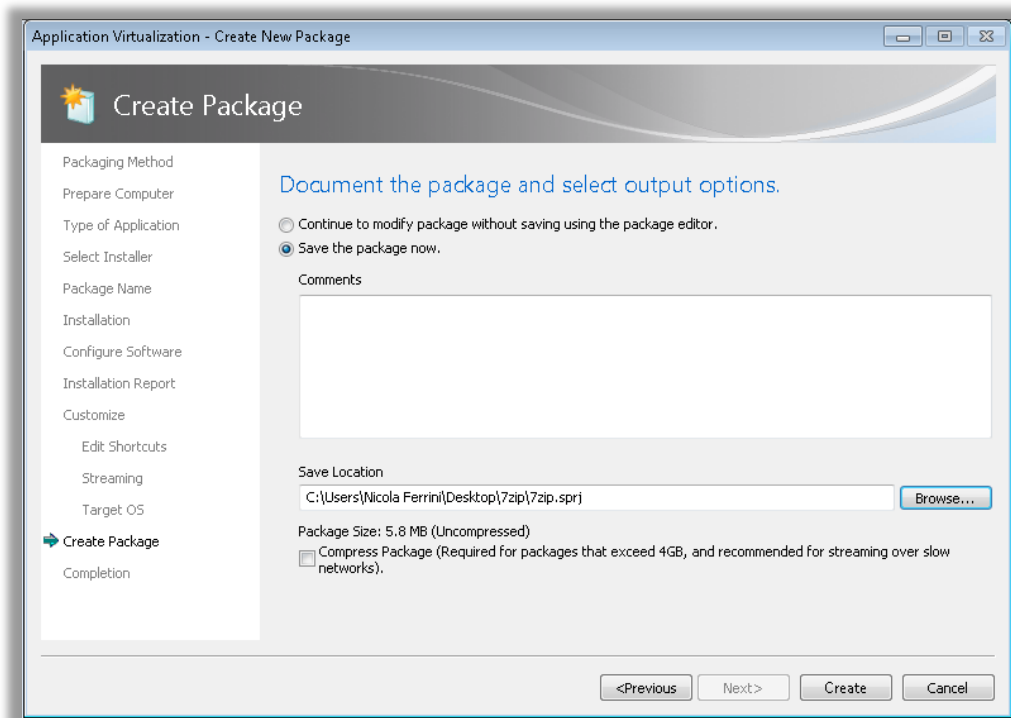 Application Virtualization - Create New Package
Create Package
Packaging Method
Prepare Computer
Type of Application
Select Installer
Package Name
Installation
Configure Software
Installation Report
Customize
Edit Shortcuts
Streaming
Target OS
Create Package
Completion
Document the package and select output options.
Continue to modify package without saving using the package editor.
Save the package now.
Comments
Save Location
C:\Users\Nicola Ferrini\Desktop\7zip\7zip.sprj
Browse...
Package Size: 5.8 MB (Uncompressed)
Compress Package (Required for packages that exceed 4GB, and recommended for streaming over slow
networks).
<Previous
Next>
Create
Cancel